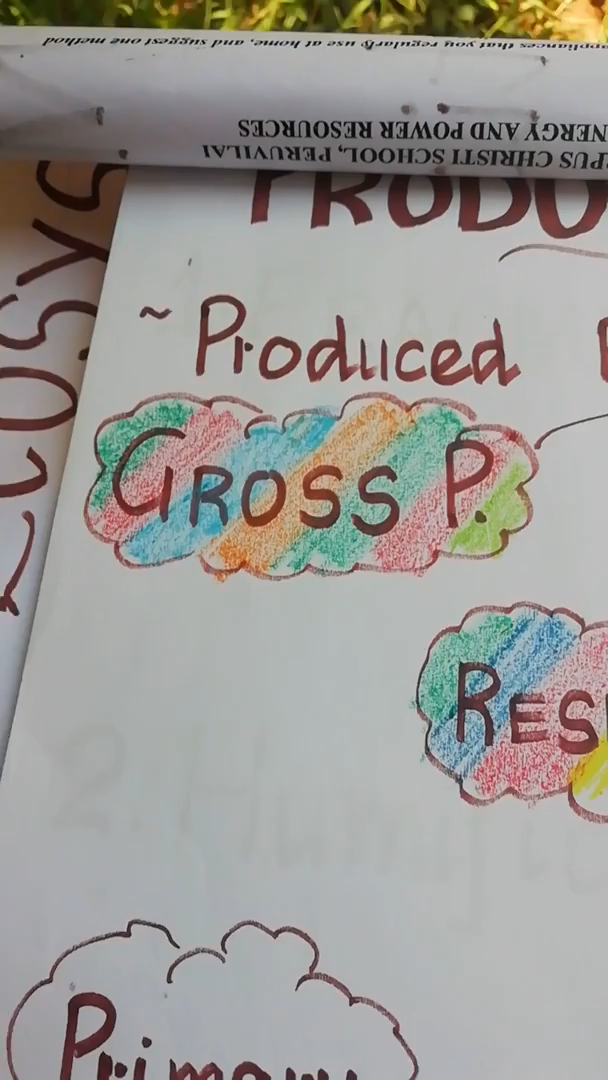 appliances that you regularly use at home, and suggest one method
ENERGY AND POWER RESOURCES
CORPUS CHRISTI SCHOOL, PERUVILAI
PRODU
ECOSYS
~ Produced
GROSS P.
RES
Primary